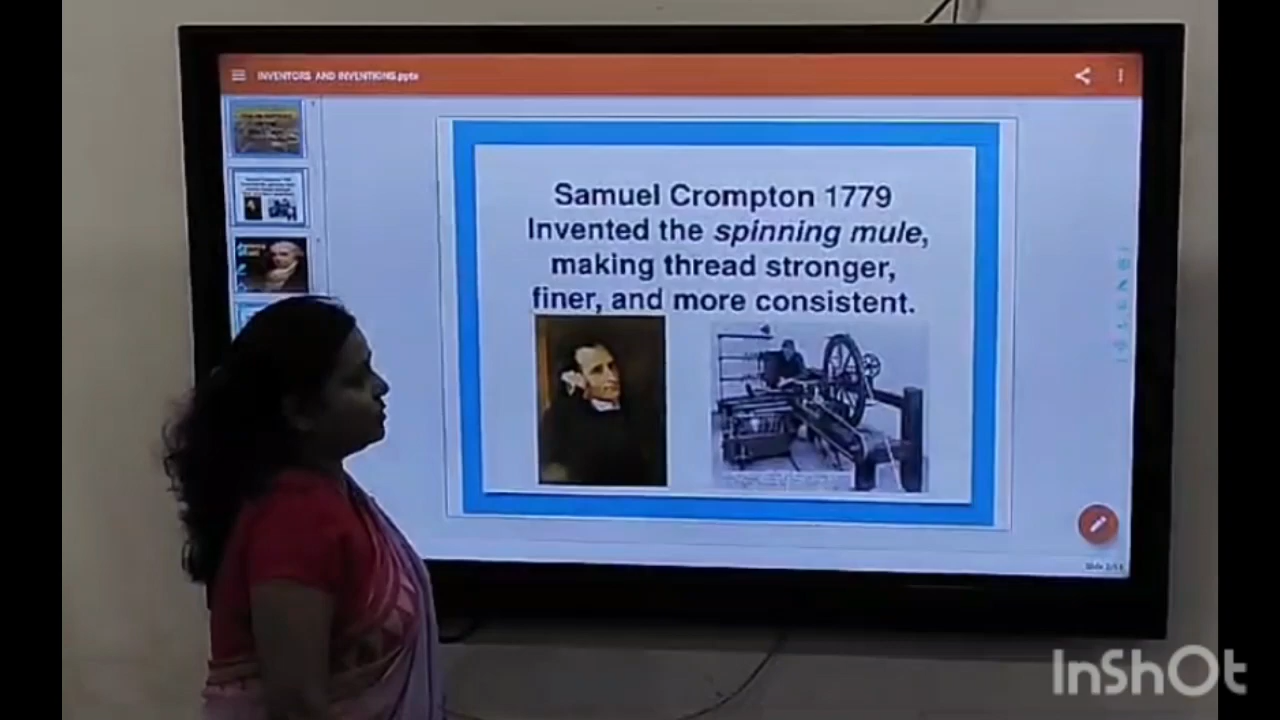 INVENTORS AND INVENTIONS.pptx
Samuel Crompton 1779
Invented the spinning mule,
making thread stronger,
finer, and more consistent.
InShOt